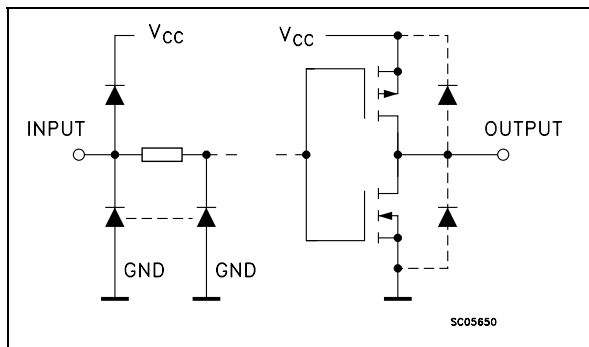 VCC
VCC
INPUT
OUTPUT
GND
GND
SC05650